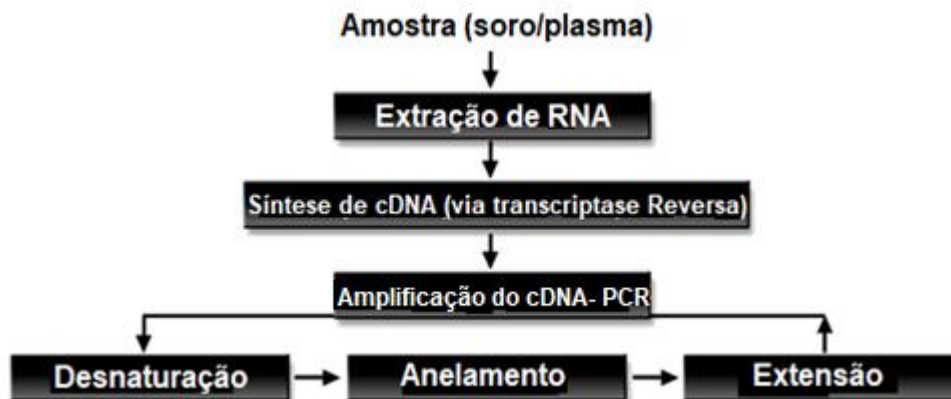 Amostra (soro/plasma)
Extração de RNA
Síntese de cDNA (via transcriptase Reversa)
Amplificação do cDNA- PCR
Desnaturação
Anelamento
Extensão